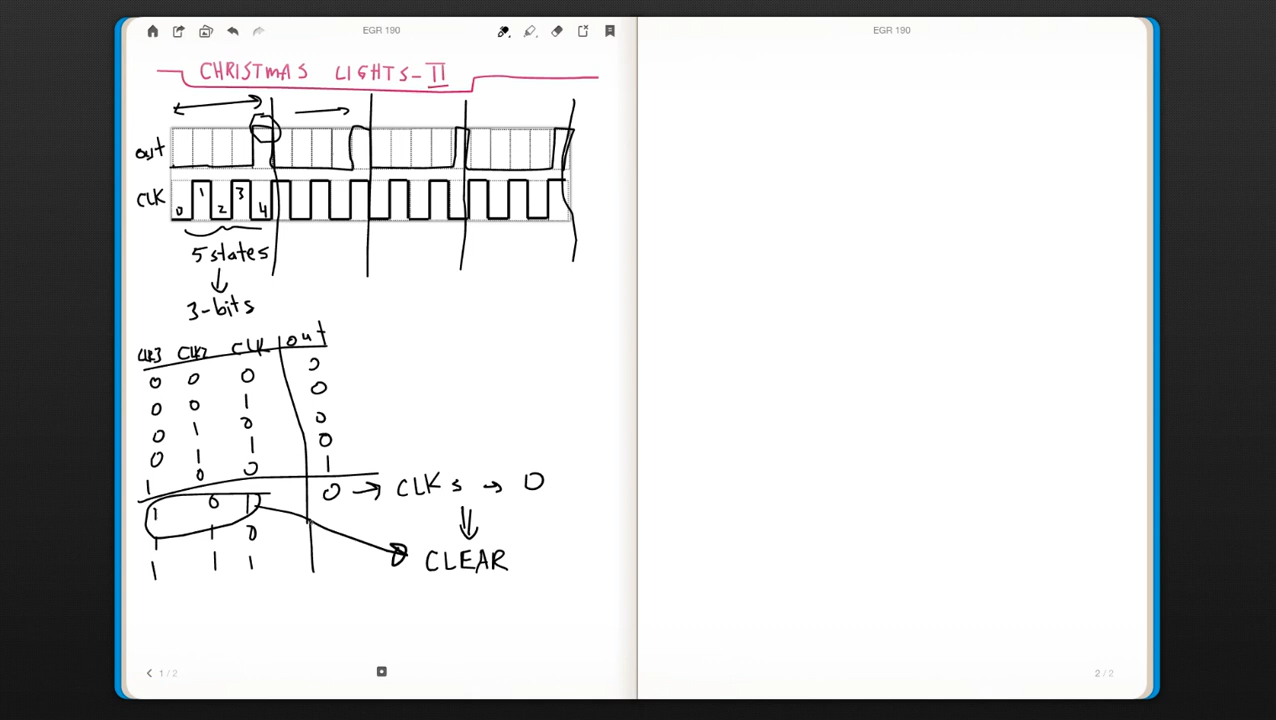 EGR 190
EGR 190
CHRISTMAS LIGHTS-II
out
CLK
0 1 2 3 4
5 states
3-bits
CLK3 CLK2 CLK out
0 0 0 0
0 0 1 0
0 1 0 0
0 1 1 0
1 0 0 1
1 0 1 0 → CLKs → 0
1 1 0
CLEAR
1 1 1
1 / 2
2 / 2